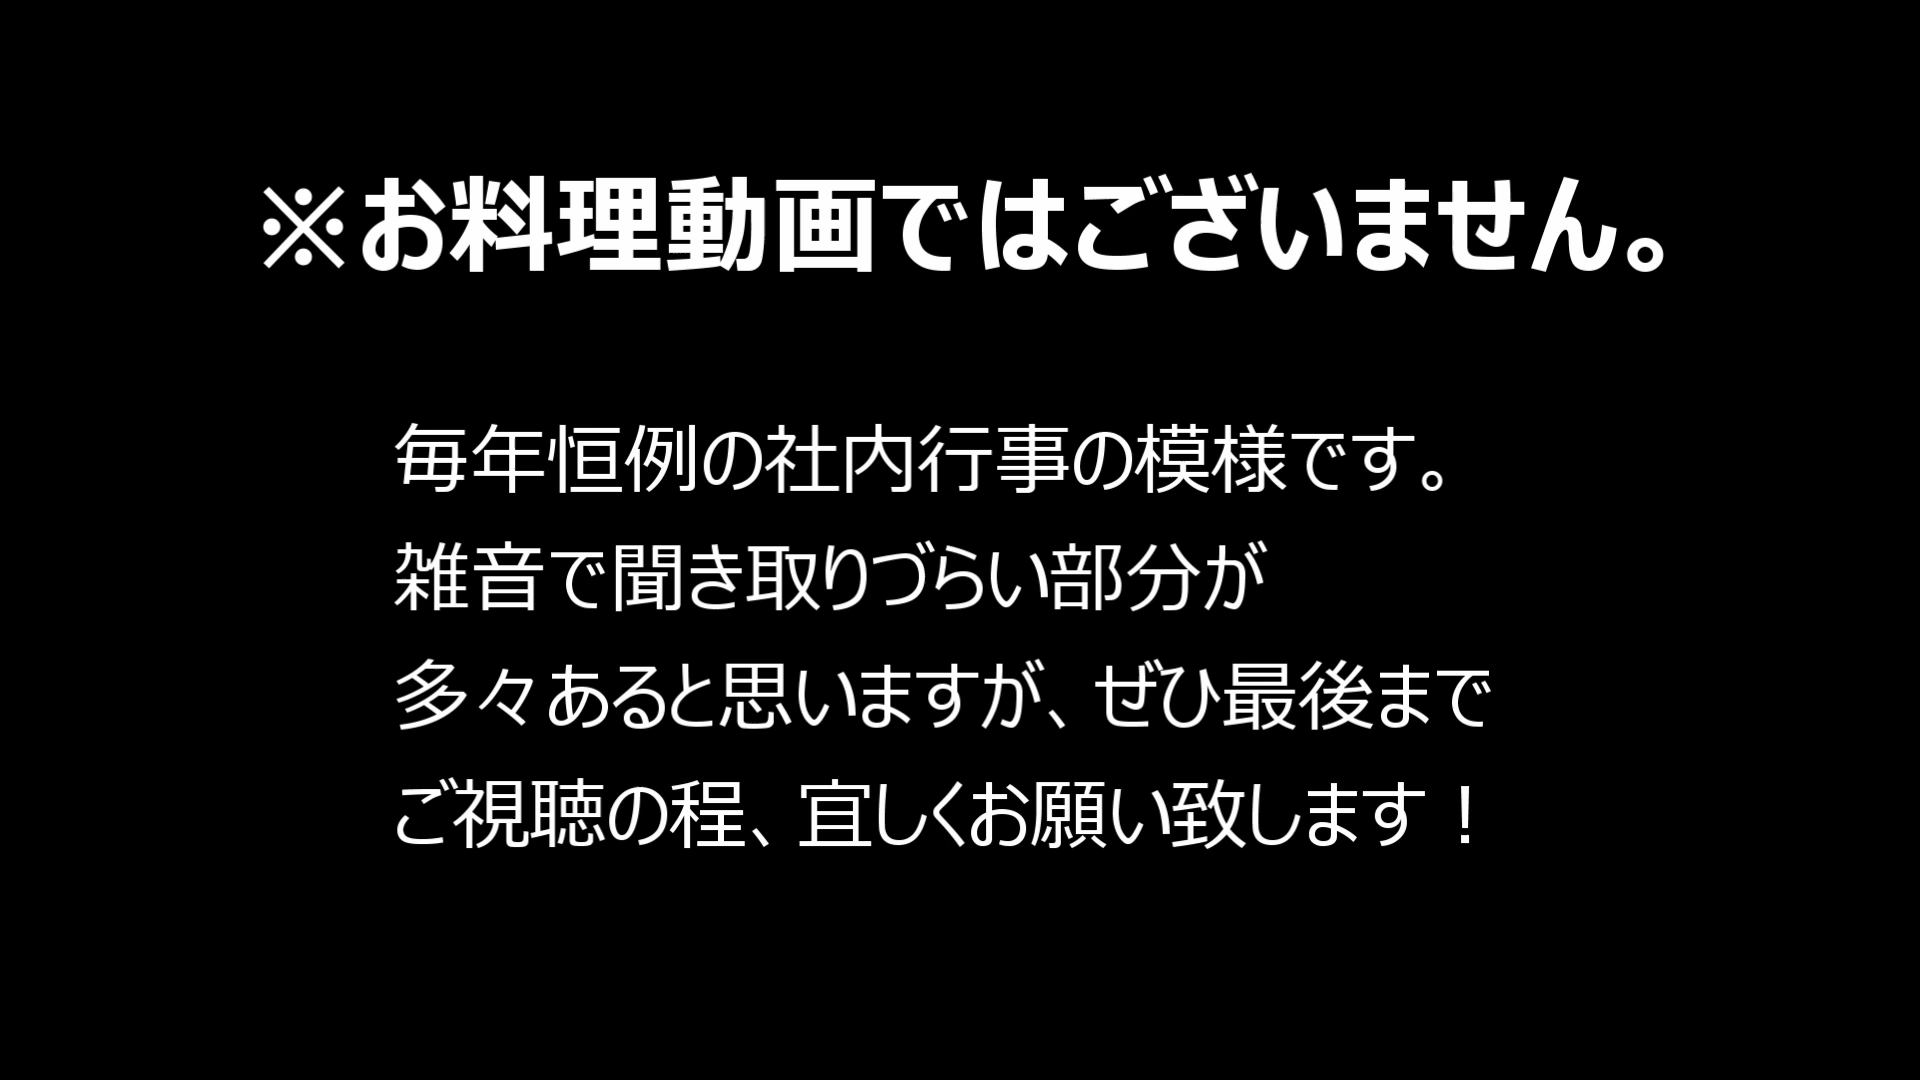 ※お料理動画ではございません。
毎年恒例の社内行事の模様です。
雑音で聞き取りづらい部分が
多々あると思いますが、ぜひ最後まで
ご視聴の程、宜しくお願い致します！